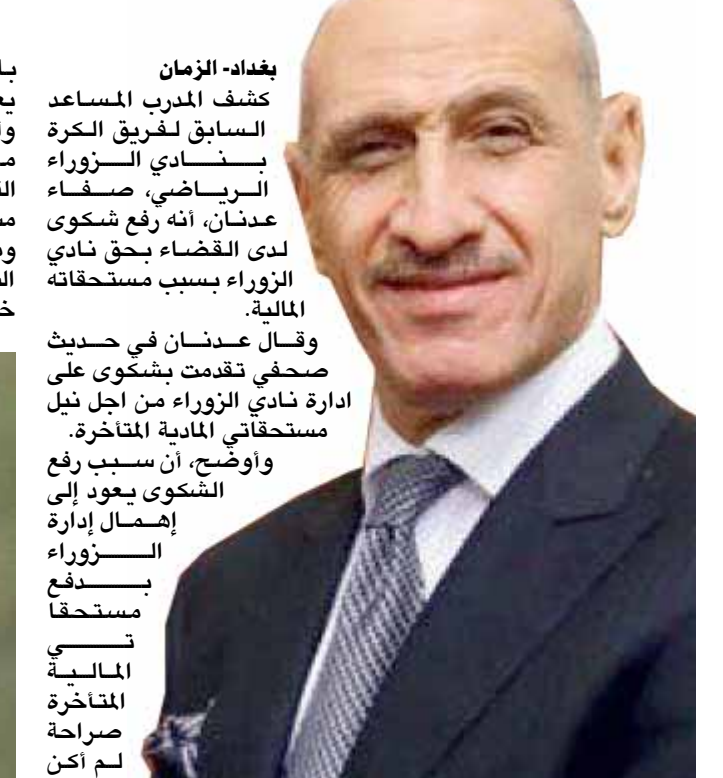 بغداد- الزمان
كشف المدرب المساعد
السابق لفريق الكرة
بنادي الزوراء
الرياضي، صفاء
عدنان، أنه رفع شكوى
لدى القضاء بحق نادي
الزوراء بسبب مستحقاته
المالية.
وقال عدنان في حديث
صحفي تقدمت بشكوى على
ادارة نادي الزوراء من اجل نيل
مستحقاتي المادية المتأخرة.
وأوضح، أن سبب رفع
الشكوى يعود إلى
إهمال إدارة
الزوراء
بدفع
مستحقا
تي
المالية
المتأخرة
صراحة
لم أكن